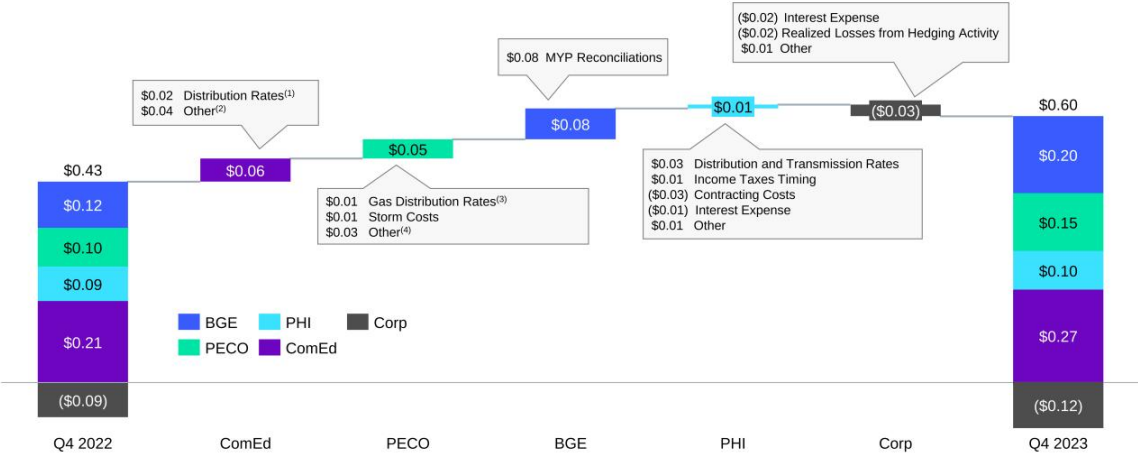 ($0.02) Interest Expense
($0.02) Realized Losses from Hedging Activity
$0.01 Other
$0.08 MYP Reconciliations
$0.02 Distribution Rates(1)
$0.04 Other(2)
$0.01
($0.03)
$0.60
$0.08
$0.05
$0.06
$0.43
$0.20
$0.03 Distribution and Transmission Rates
$0.01 Income Taxes Timing
($0.03) Contracting Costs
($0.01) Interest Expense
$0.01 Other
$0.01 Gas Distribution Rates(3)
$0.01 Storm Costs
$0.03 Other(4)
$0.12
$0.10
$0.09
$0.21
($0.09)
$0.15
$0.10
$0.27
($0.12)
BGE PHI Corp
PECO ComEd
Q4 2022 ComEd PECO BGE PHI Corp Q4 2023